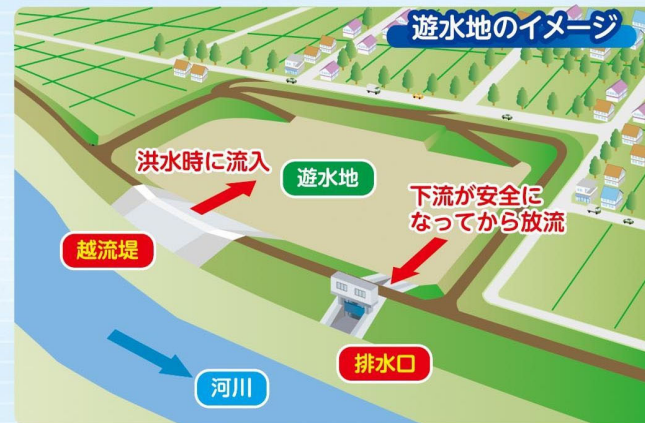 遊水地のイメージ
洪水時に流入
遊水地
下流が安全に
なってから放流
越流堤
排水口
河川